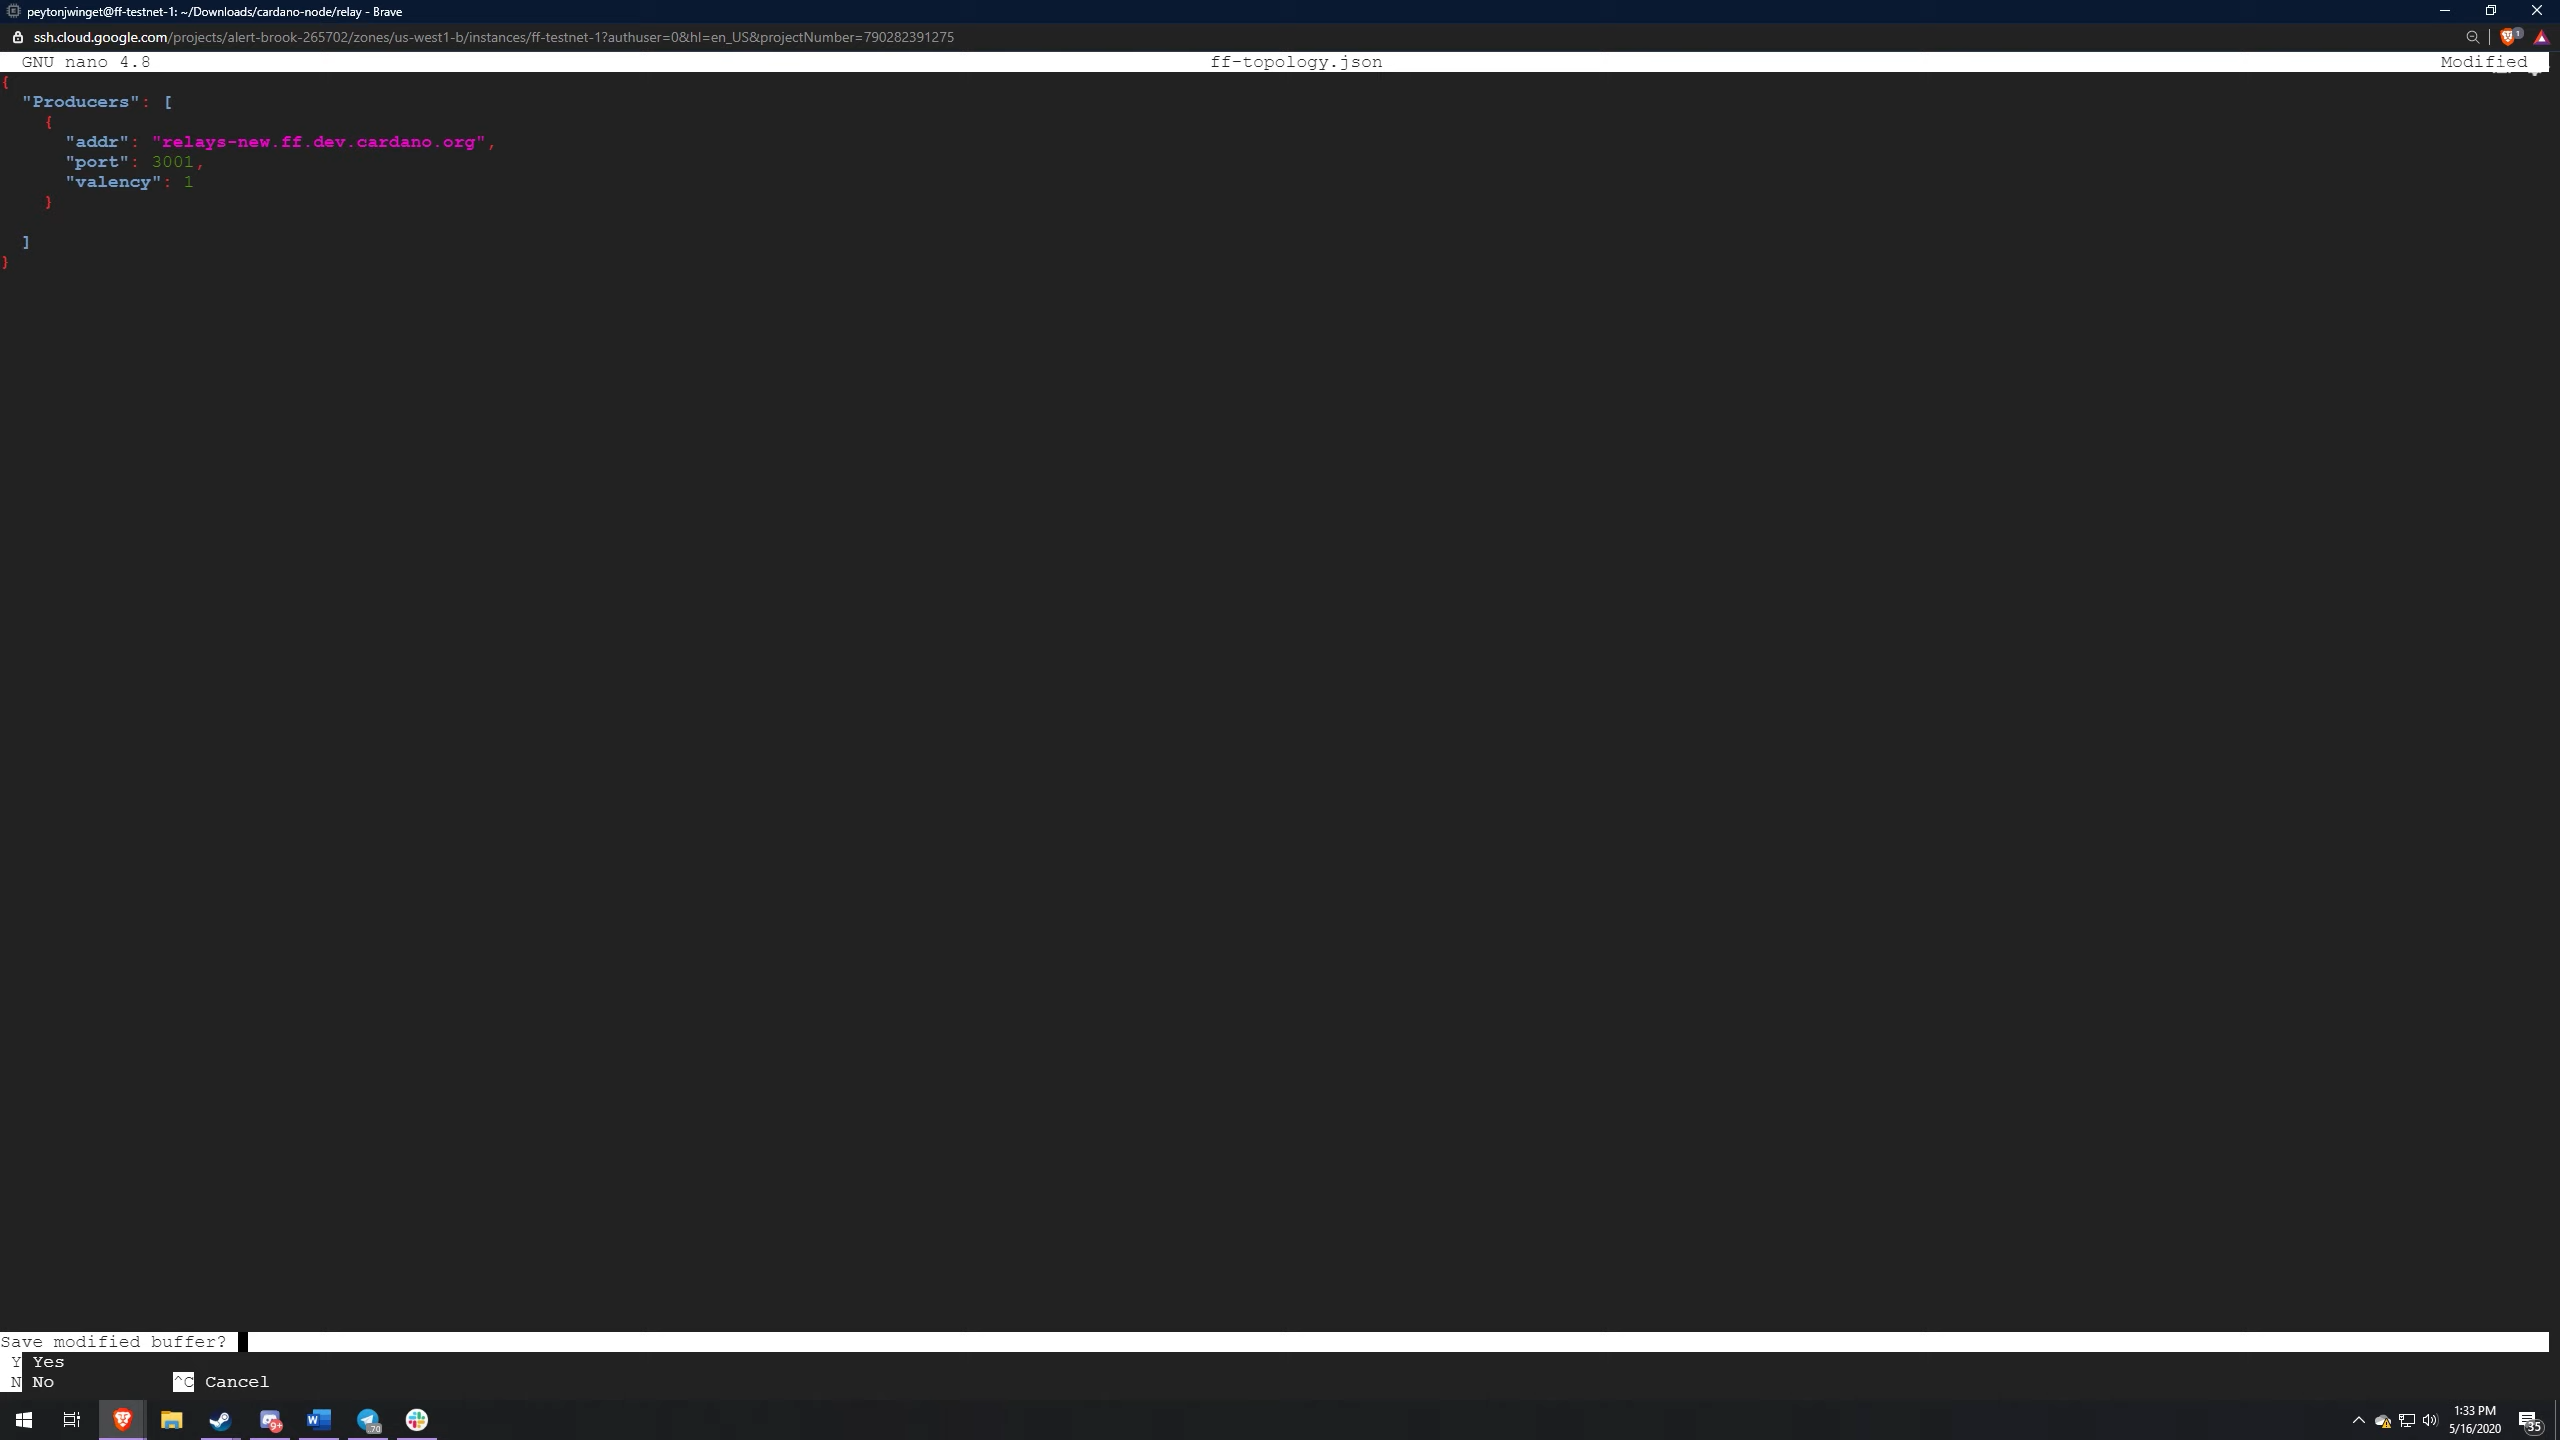 peytonjwinget@ff-testnet-1: ~/Downloads/cardano-node/relay - Brave
ssh.cloud.google.com/projects/alert-brook-265702/zones/us-west1-b/instances/ff-testnet-1?authuser=0&hl=en_US&projectNumber=790282391275
GNU nano 4.8 ff-topology.json Modified
{
"Producers": [
{
"addr": "relays-new.ff.dev.cardano.org",
"port": 3001,
"valency": 1
}
]
}
Save modified buffer?
Y Yes
N No ^C Cancel
9+ W 70 1:33 PM
5/16/2020 35